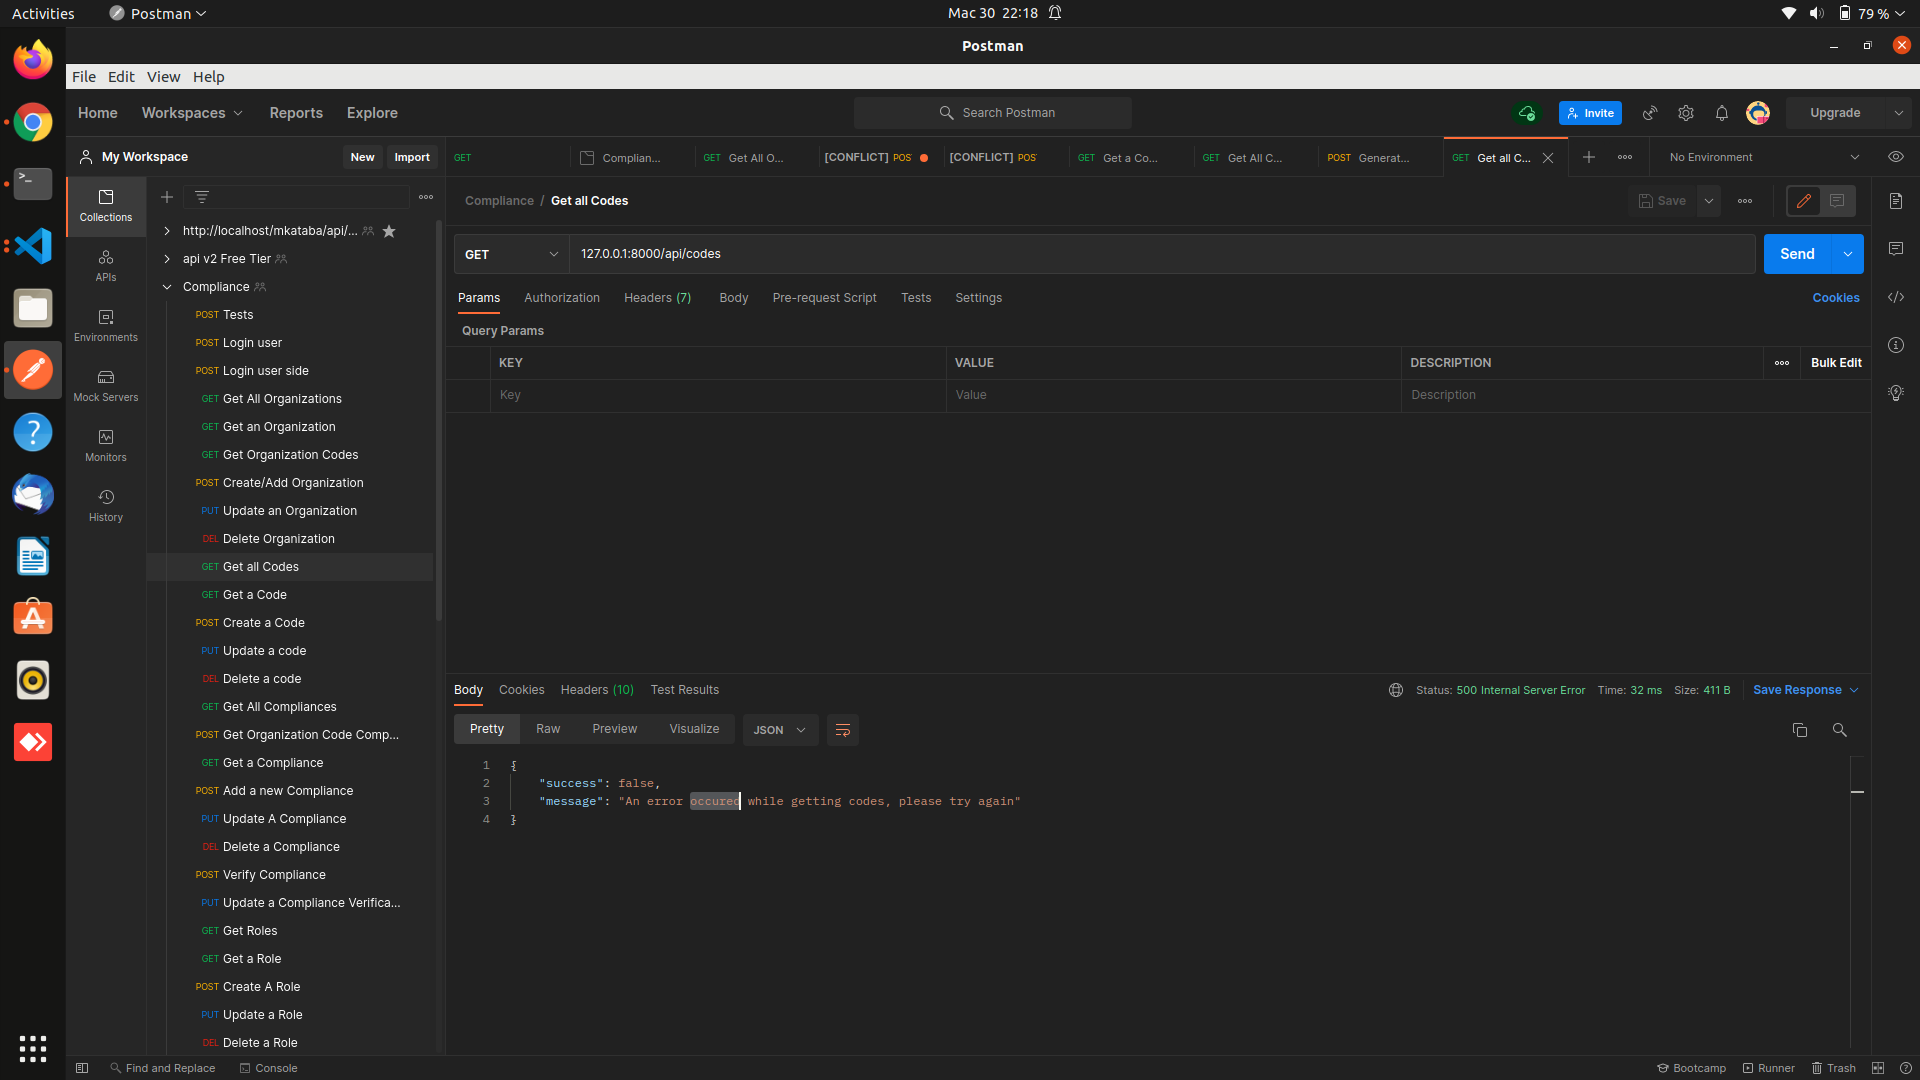 Activities Postman Mac 30 22:18 79 %
Postman
File Edit View Help
Home Workspaces Reports Explore Search Postman Invite Upgrade
My Workspace New Import
GET Complian... GET Get All O... [CONFLICT] POS [CONFLICT] POS GET Get a Co... GET Get All C... POST Generat... GET Get all C... No Environment
Collections
APIs
Environments
Mock Servers
Monitors
History
http://localhost/mkataba/api/...
api v2 Free Tier
Compliance
POST Tests
POST Login user
POST Login user side
GET Get All Organizations
GET Get an Organization
GET Get Organization Codes
POST Create/Add Organization
PUT Update an Organization
DEL Delete Organization
GET Get all Codes
GET Get a Code
POST Create a Code
PUT Update a code
DEL Delete a code
GET Get All Compliances
POST Get Organization Code Comp...
GET Get a Compliance
POST Add a new Compliance
PUT Update A Compliance
DEL Delete a Compliance
POST Verify Compliance
PUT Update a Compliance Verifica...
GET Get Roles
GET Get a Role
POST Create A Role
PUT Update a Role
DEL Delete a Role
Compliance / Get all Codes Save
GET 127.0.0.1:8000/api/codes Send
Params Authorization Headers (7) Body Pre-request Script Tests Settings Cookies
Query Params
KEY VALUE DESCRIPTION Bulk Edit
Key Value Description
Body Cookies Headers (10) Test Results Status: 500 Internal Server Error Time: 32 ms Size: 411 B Save Response
Pretty Raw Preview Visualize JSON
1 {
2 "success": false,
3 "message": "An error occured while getting codes, please try again"
4 }
Find and Replace Console Bootcamp Runner Trash